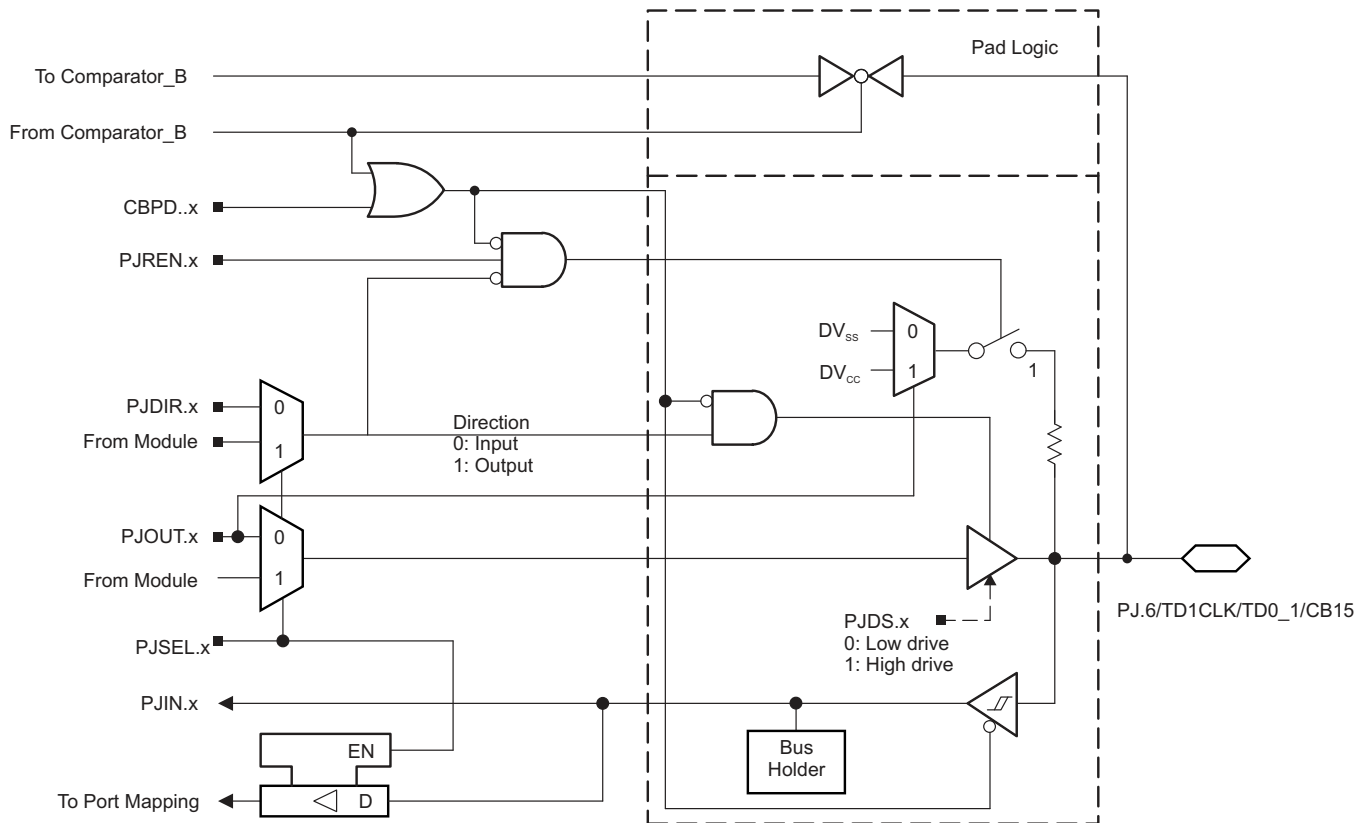 Pad Logic
To Comparator_B
From Comparator_B
CBPD..x
PJREN.x
DVSS
0
DVCC
1
1
PJDIR.x
0
From Module
1
Direction
0: Input
1: Output
PJOUT.x
0
From Module
1
PJ.6/TD1CLK/TD0_1/CB15
PJDS.x
0: Low drive
1: High drive
PJSEL.x
PJIN.x
EN
Bus
Holder
To Port Mapping
D